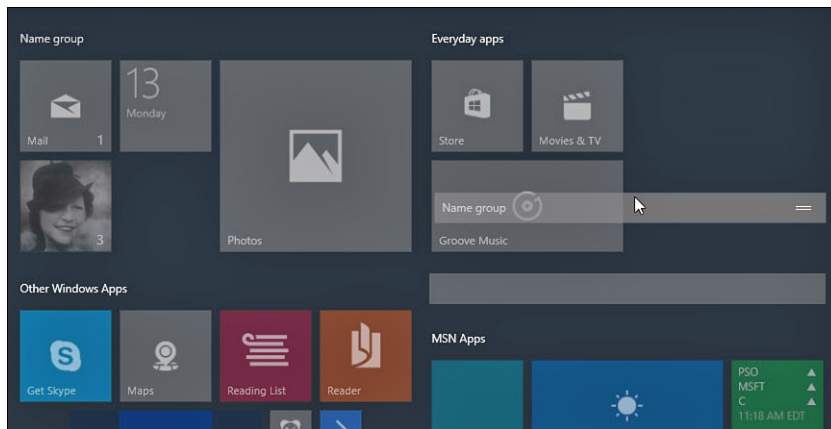 Name group
Mail 1
13
Monday
3
Photos
Everyday apps
Store
Movies & TV
Name group
Groove Music
Other Windows Apps
Get Skype
Maps
Reading List
Reader
MSN Apps
PSO
MSFT
C
11:18 AM EDT